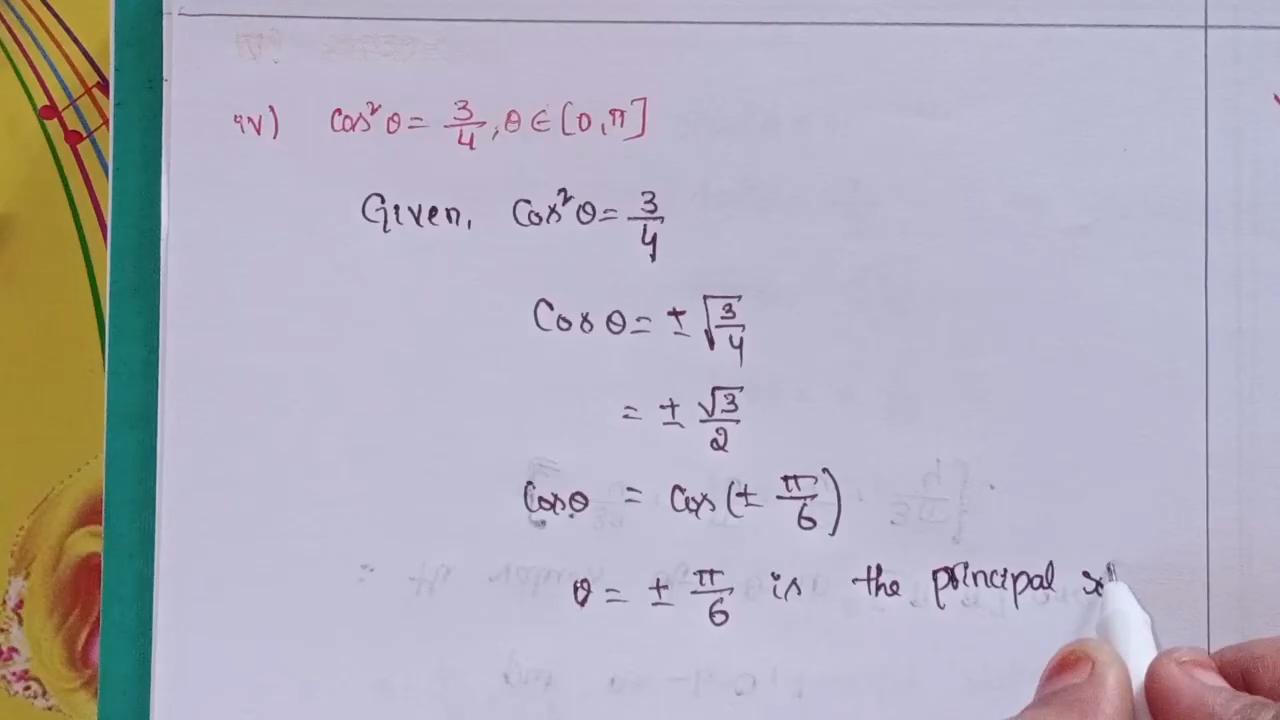 iv) cos²θ = 3/4, θ ∈ [0, π]
Given, cos²θ = 3/4
Cos θ = ± √(3/4)
= ± √3/2
cosθ = cos(± π/6)
θ = ± π/6 is the principal